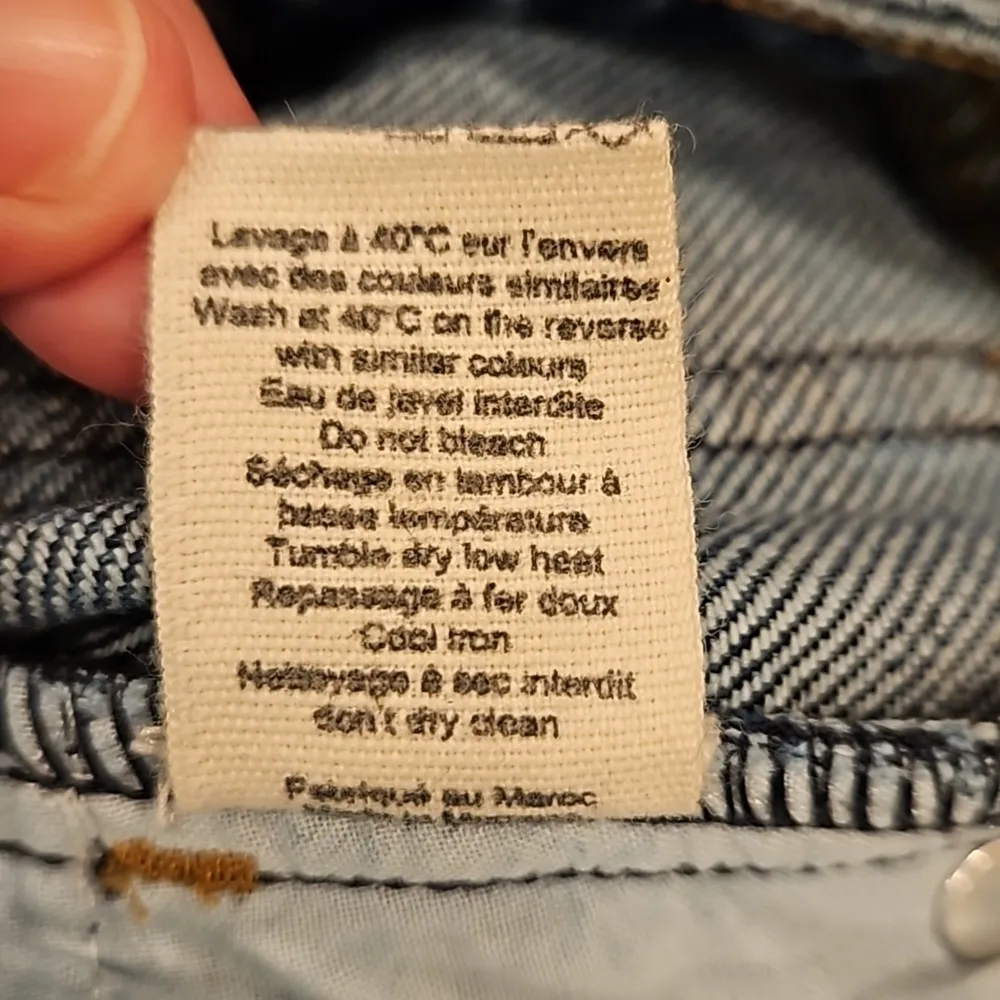 Lavage à 40°C sur l'envers
avec des couleurs similaires
Wash at 40°C on the reverse
with similar colours
Eau de javel interdite
Do not bleach
Séchage en tambour à
basse température
Tumble dry low heat
Repassage à fer doux
Cool iron
Nettoyage à sec interdit
don't dry clean
Fabriqué au Maroc